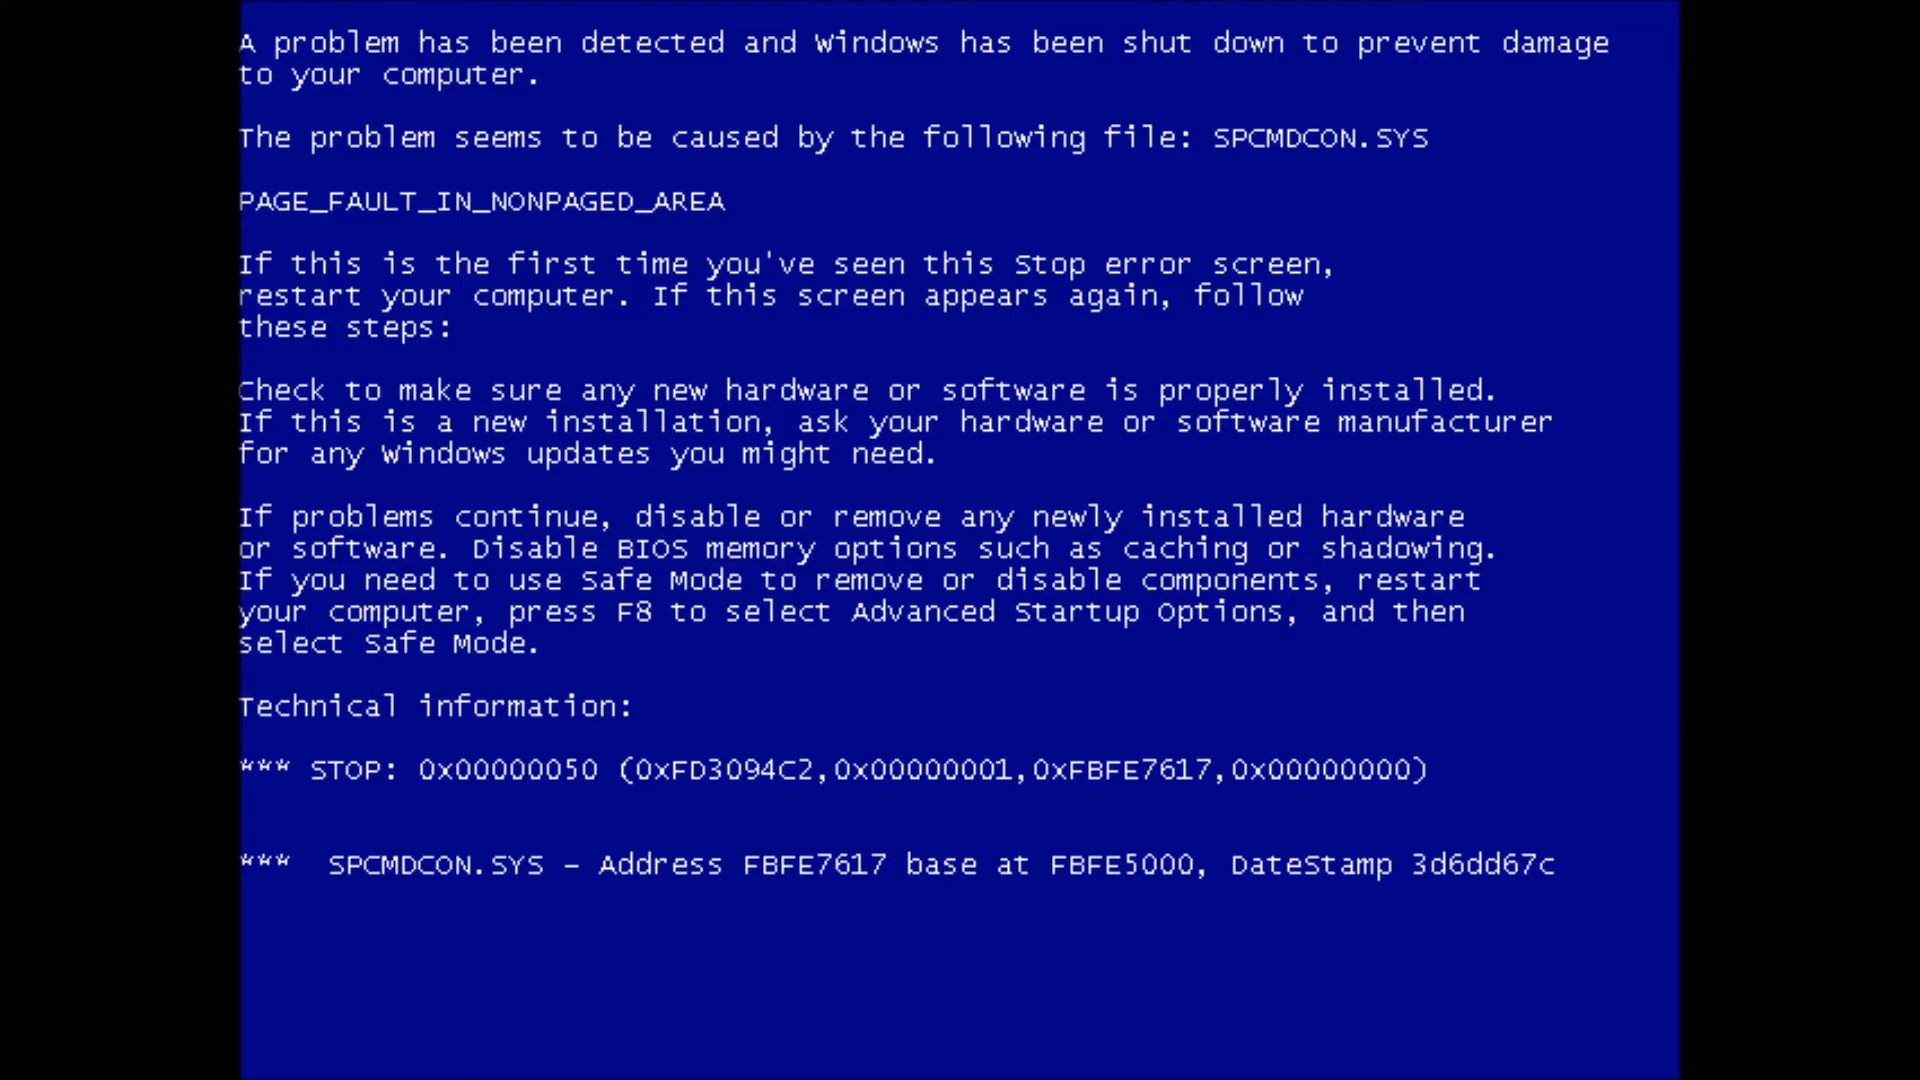 A problem has been detected and Windows has been shut down to prevent damage
to your computer.
The problem seems to be caused by the following file: SPCMDCON.SYS
PAGE_FAULT_IN_NONPAGED_AREA
If this is the first time you've seen this Stop error screen,
restart your computer. If this screen appears again, follow
these steps:
Check to make sure any new hardware or software is properly installed.
If this is a new installation, ask your hardware or software manufacturer
for any Windows updates you might need.
If problems continue, disable or remove any newly installed hardware
or software. Disable BIOS memory options such as caching or shadowing.
If you need to use Safe Mode to remove or disable components, restart
your computer, press F8 to select Advanced Startup Options, and then
select Safe Mode.
Technical information:
*** STOP: 0x00000050 (0xFD3094C2,0x00000001,0xFBFE7617,0x00000000)
***  SPCMDCON.SYS – Address FBFE7617 base at FBFE5000, DateStamp 3d6dd67c